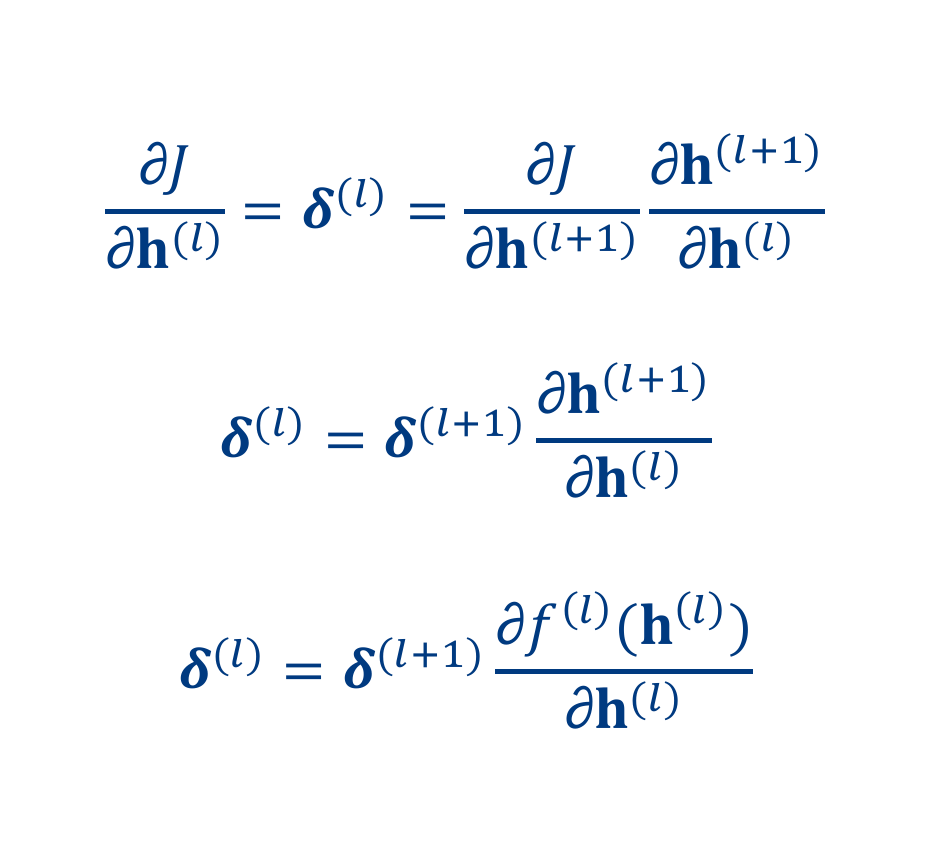 ∂J/∂𝐡⁽ˡ⁾ = 𝜹⁽ˡ⁾ = ∂J/∂𝐡⁽ˡ⁺¹⁾ ∂𝐡⁽ˡ⁺¹⁾/∂𝐡⁽ˡ⁾
𝜹⁽ˡ⁾ = 𝜹⁽ˡ⁺¹⁾ ∂𝐡⁽ˡ⁺¹⁾/∂𝐡⁽ˡ⁾
𝜹⁽ˡ⁾ = 𝜹⁽ˡ⁺¹⁾ ∂f⁽ˡ⁾(𝐡⁽ˡ⁾)/∂𝐡⁽ˡ⁾